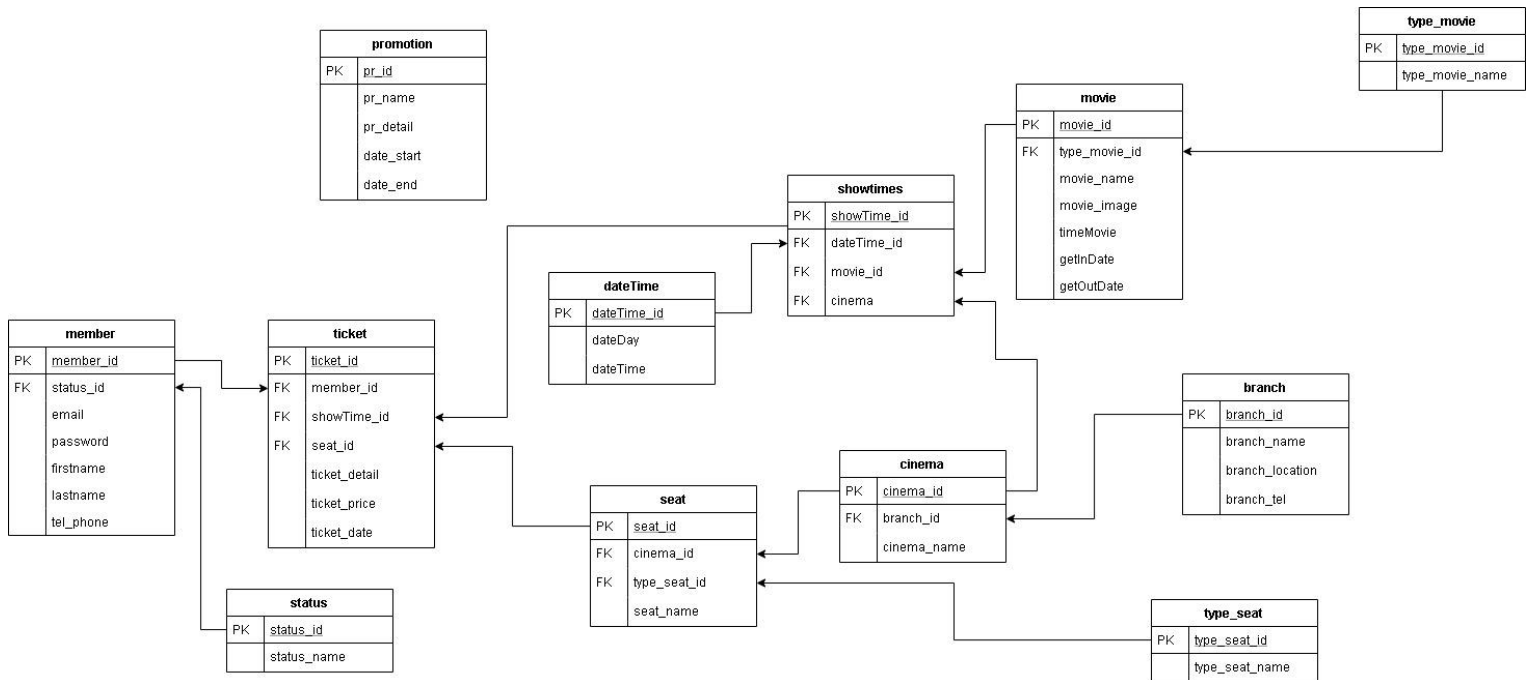 promotion
PK pr_id
pr_name
pr_detail
date_start
date_end
type_movie
PK type_movie_id
type_movie_name
movie
PK movie_id
FK type_movie_id
movie_name
movie_image
timeMovie
getInDate
getOutDate
showtimes
PK showTime_id
FK dateTime_id
FK movie_id
FK cinema
dateTime
PK dateTime_id
dateDay
dateTime
member
PK member_id
FK status_id
email
password
firstname
lastname
tel_phone
ticket
PK ticket_id
FK member_id
FK showTime_id
FK seat_id
ticket_detail
ticket_price
ticket_date
branch
PK branch_id
branch_name
branch_location
branch_tel
cinema
PK cinema_id
FK branch_id
cinema_name
seat
PK seat_id
FK cinema_id
FK type_seat_id
seat_name
status
PK status_id
status_name
type_seat
PK type_seat_id
type_seat_name